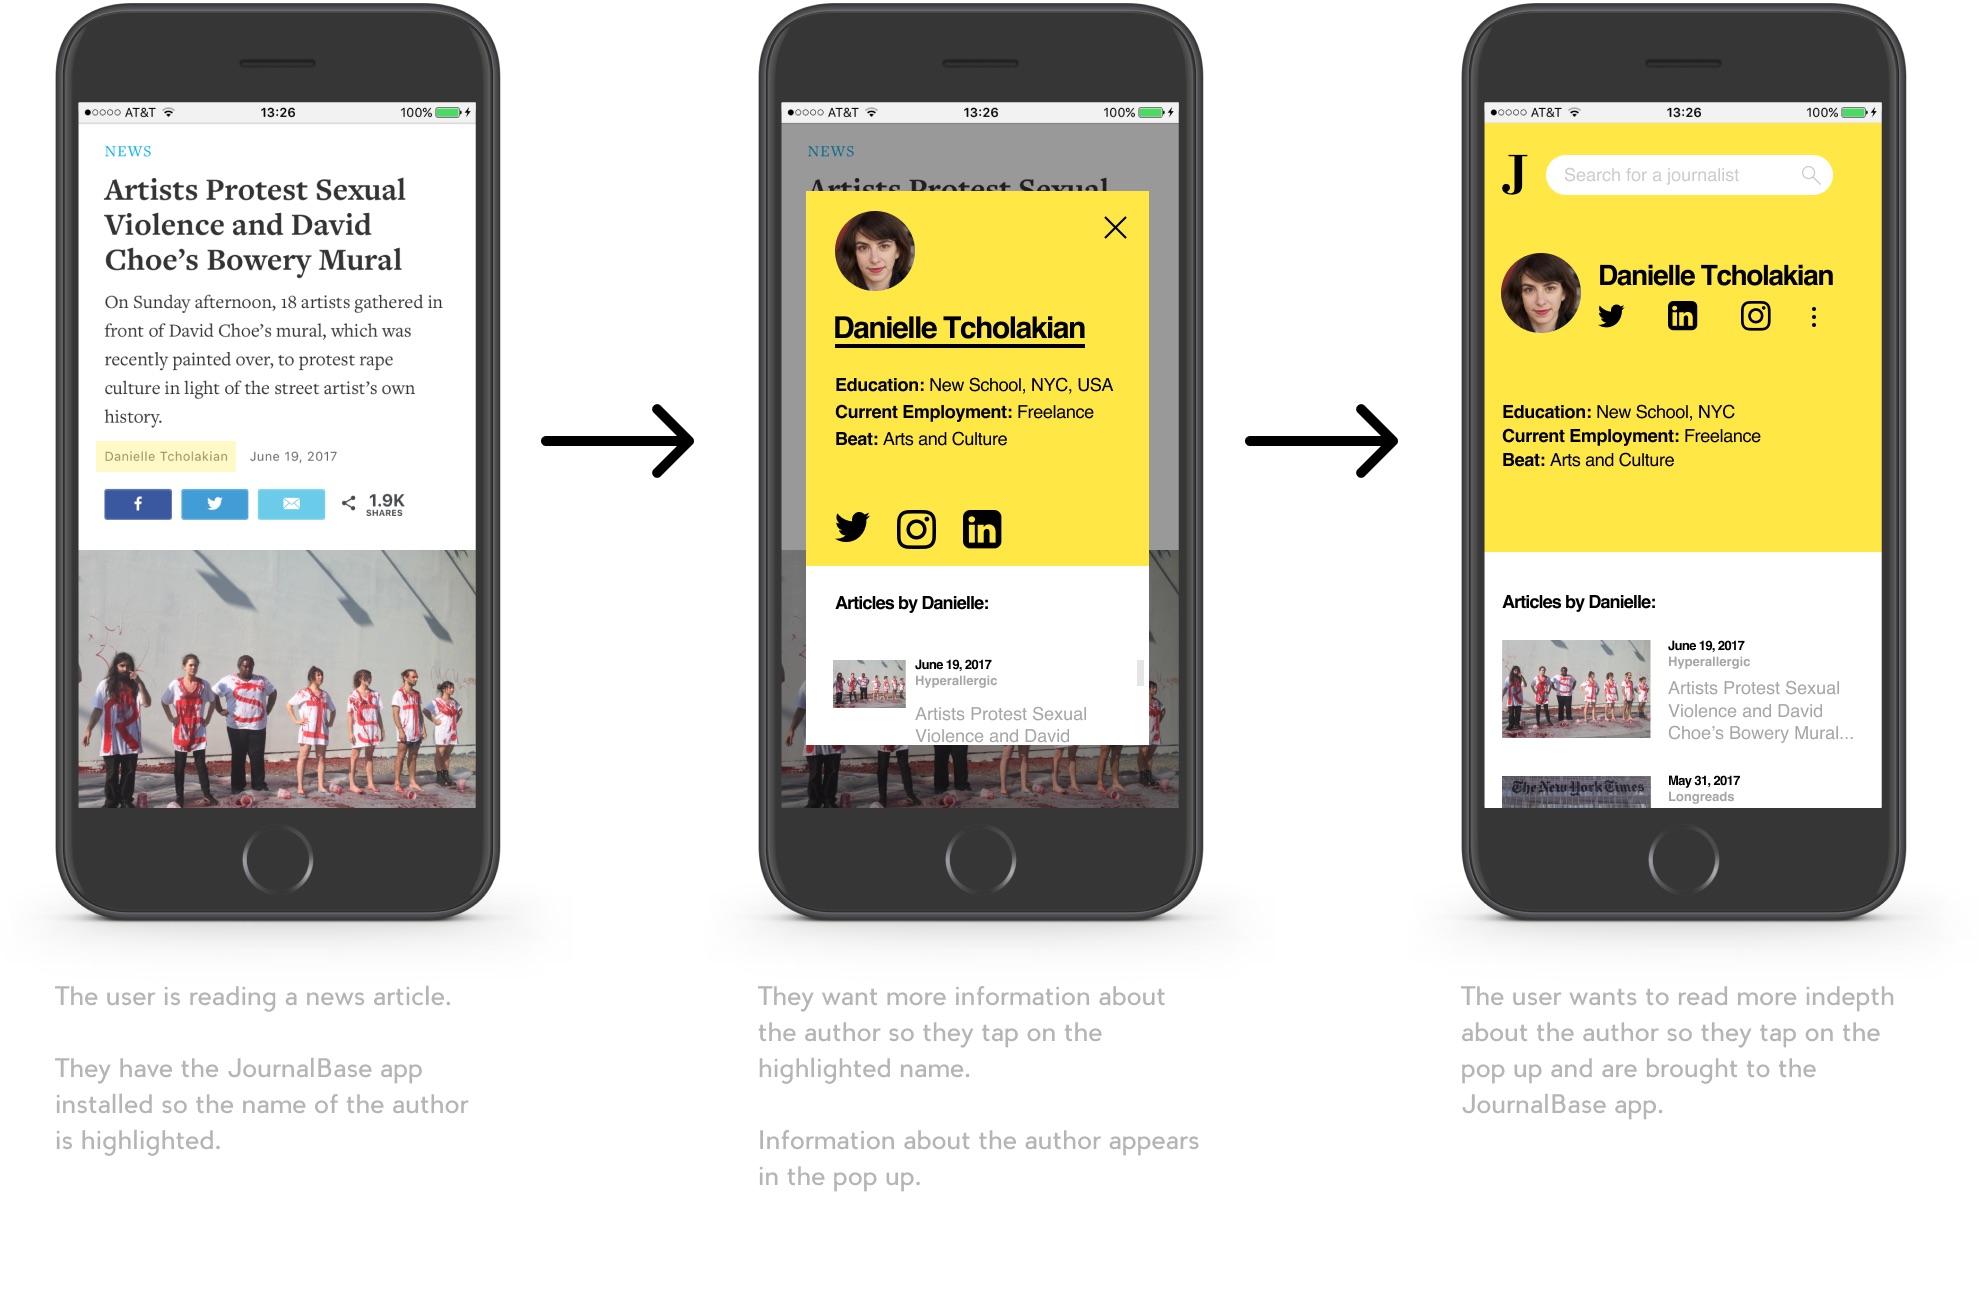 AT&T 13:26 100%
NEWS
Artists Protest Sexual
Violence and David
Choe's Bowery Mural
On Sunday afternoon, 18 artists gathered in
front of David Choe's mural, which was
recently painted over, to protest rape
culture in light of the street artist's own
history.
Danielle Tcholakian June 19, 2017
f 1.9K
SHARES
The user is reading a news article.
They have the JournalBase app
installed so the name of the author
is highlighted.
AT&T 13:26 100%
NEWS
Artists Protest Sexual
Danielle Tcholakian
Education: New School, NYC, USA
Current Employment: Freelance
Beat: Arts and Culture
in
Articles by Danielle:
June 19, 2017
Hyperallergic
Artists Protest Sexual
Violence and David
They want more information about
the author so they tap on the
highlighted name.
Information about the author appears
in the pop up.
AT&T 13:26 100%
J Search for a journalist
Danielle Tcholakian
in
Education: New School, NYC
Current Employment: Freelance
Beat: Arts and Culture
Articles by Danielle:
June 19, 2017
Hyperallergic
Artists Protest Sexual
Violence and David
Choe's Bowery Mural...
The New York Times
May 31, 2017
Longreads
The user wants to read more indepth
about the author so they tap on the
pop up and are brought to the
JournalBase app.